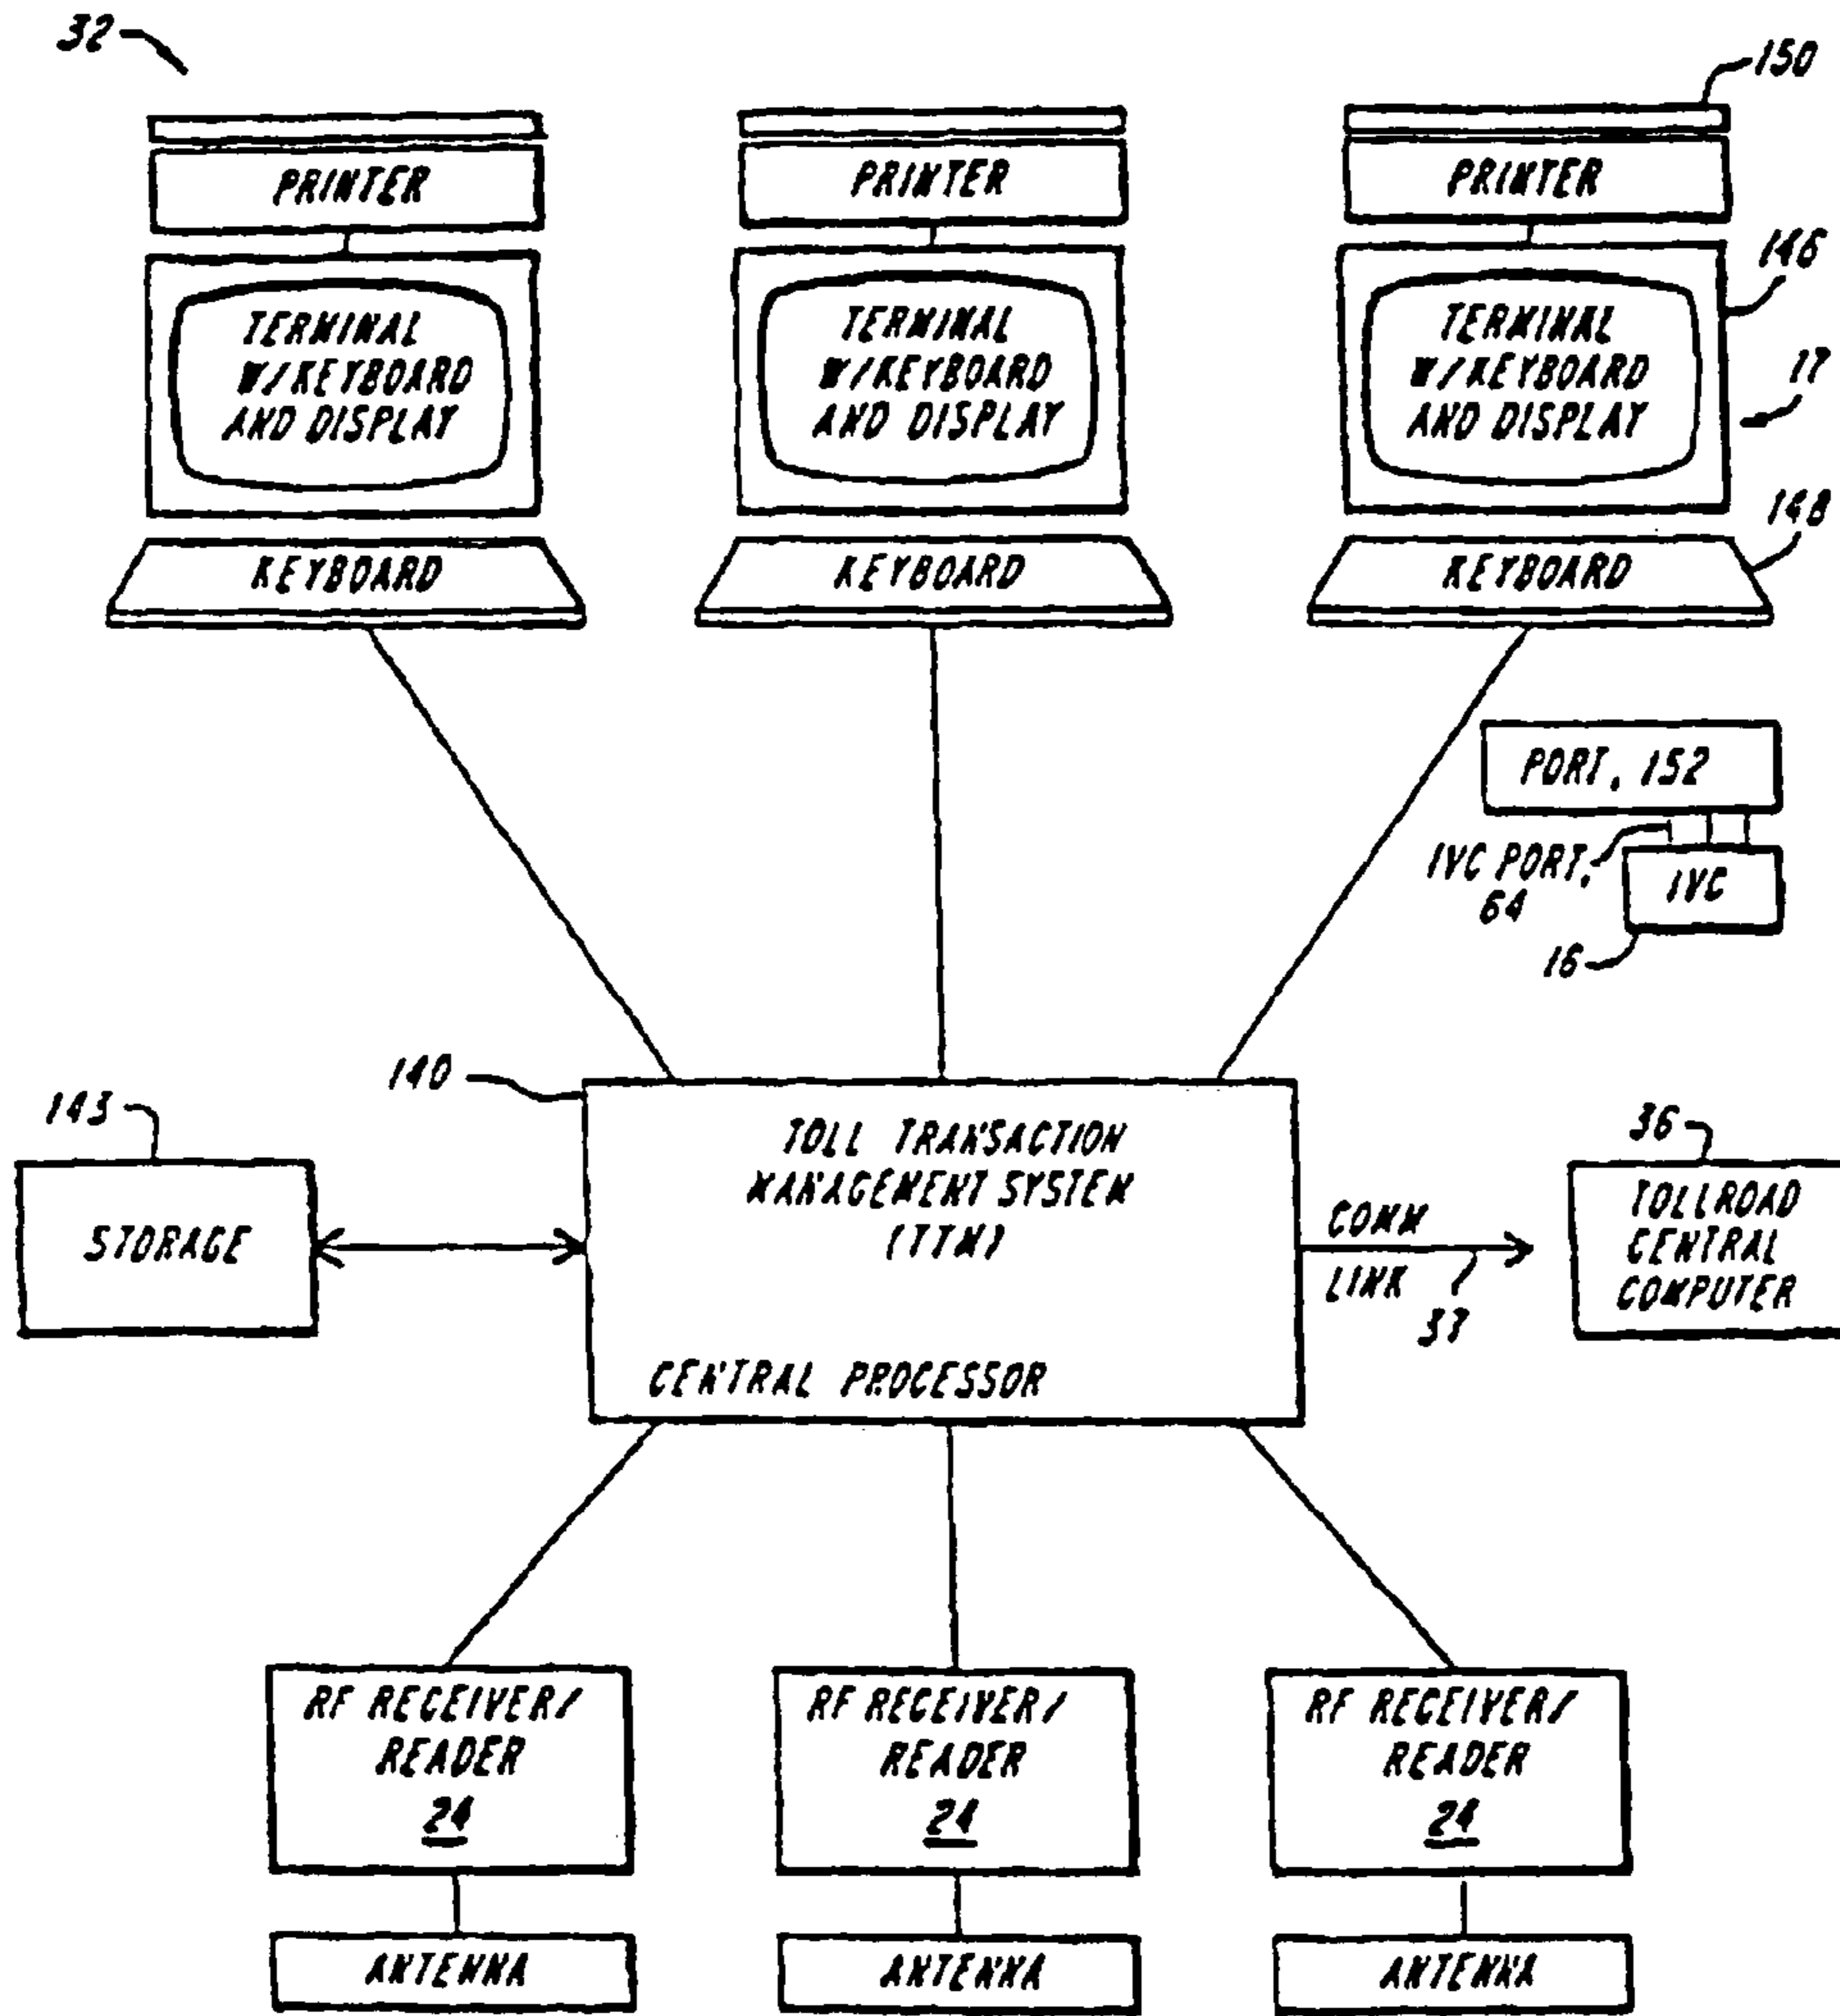 32
150
PRINTER
PRINTER
PRINTER
146
TERMINAL
W/KEYBOARD
AND DISPLAY
TERMINAL
W/KEYBOARD
AND DISPLAY
TERMINAL
W/KEYBOARD
AND DISPLAY
17
148
KEYBOARD
KEYBOARD
KEYBOARD
PORT, 152
IVC PORT,
64
IVC
16
140
143
STORAGE
TOLL TRANSACTION
MANAGEMENT SYSTEM
(TTM)
CENTRAL PROCESSOR
COMM
LINK
37
36
TOLLROAD
CENTRAL
COMPUTER
RF RECEIVER/
READER
24
RF RECEIVER/
READER
24
RF RECEIVER/
READER
24
ANTENNA
ANTENNA
ANTENNA